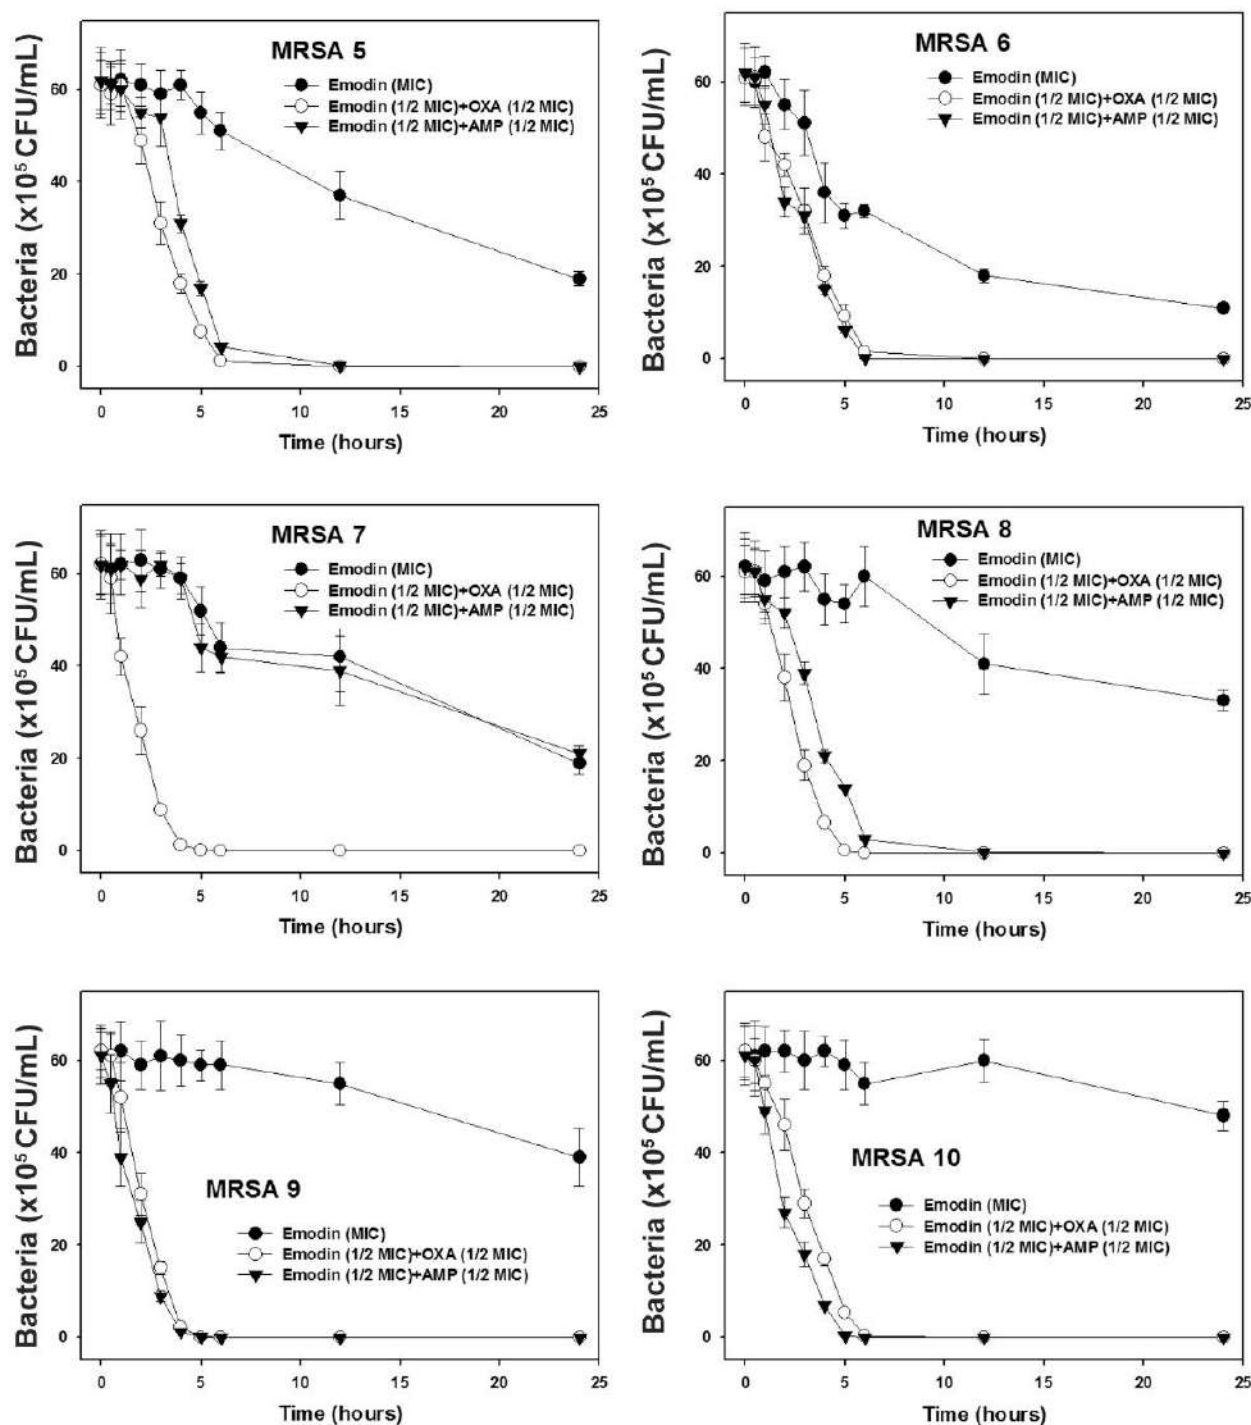 MRSA 5
Emodin (MIC)
Emodin (1/2 MIC)+OXA (1/2 MIC)
Emodin (1/2 MIC)+AMP (1/2 MIC)
Bacteria (x10⁵ CFU/mL)
60
40
20
0
0 5 10 15 20 25
Time (hours)
MRSA 6
Emodin (MIC)
Emodin (1/2 MIC)+OXA (1/2 MIC)
Emodin (1/2 MIC)+AMP (1/2 MIC)
Bacteria (x10⁵ CFU/mL)
60
40
20
0
0 5 10 15 20 25
Time (hours)
MRSA 7
Emodin (MIC)
Emodin (1/2 MIC)+OXA (1/2 MIC)
Emodin (1/2 MIC)+AMP (1/2 MIC)
Bacteria (x10⁵ CFU/mL)
60
40
20
0
0 5 10 15 20 25
Time (hours)
MRSA 8
Emodin (MIC)
Emodin (1/2 MIC)+OXA (1/2 MIC)
Emodin (1/2 MIC)+AMP (1/2 MIC)
Bacteria (x10⁵ CFU/mL)
60
40
20
0
0 5 10 15 20 25
Time (hours)
MRSA 9
Emodin (MIC)
Emodin (1/2 MIC)+OXA (1/2 MIC)
Emodin (1/2 MIC)+AMP (1/2 MIC)
Bacteria (x10⁵ CFU/mL)
60
40
20
0
0 5 10 15 20 25
Time (hours)
MRSA 10
Emodin (MIC)
Emodin (1/2 MIC)+OXA (1/2 MIC)
Emodin (1/2 MIC)+AMP (1/2 MIC)
Bacteria (x10⁵ CFU/mL)
60
40
20
0
0 5 10 15 20 25
Time (hours)